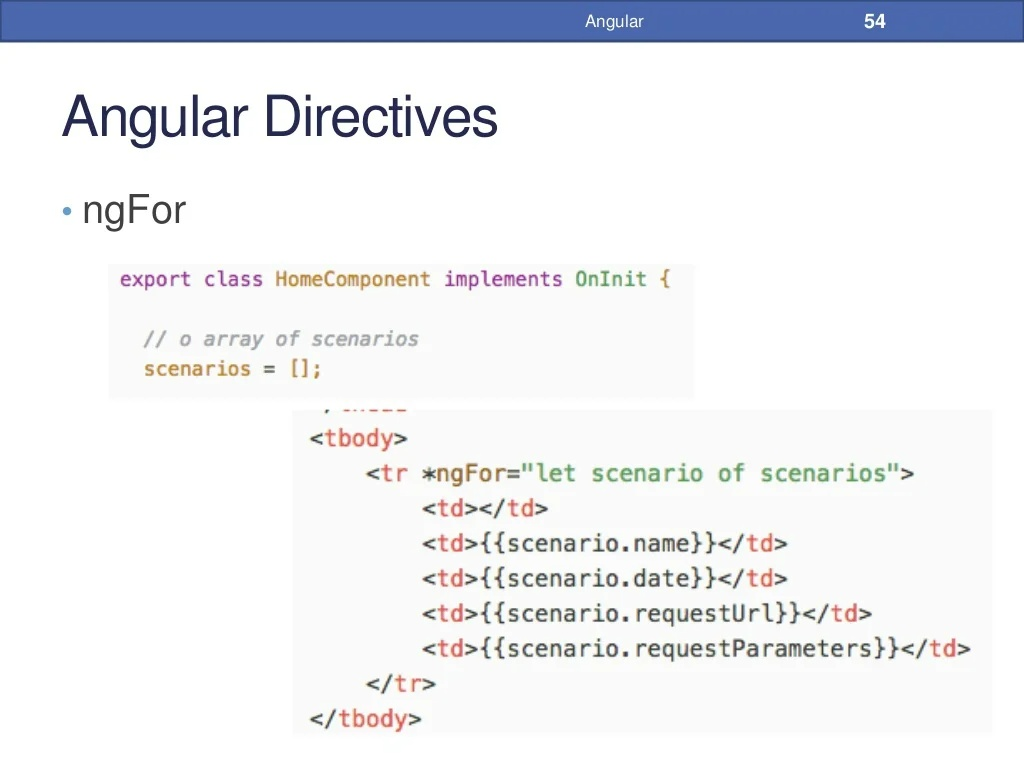 Angular 54
Angular Directives
• ngFor
export class HomeComponent implements OnInit {
// o array of scenarios
scenarios = [];
<tbody>
<tr *ngFor="let scenario of scenarios">
<td></td>
<td>{{scenario.name}}</td>
<td>{{scenario.date}}</td>
<td>{{scenario.requestUrl}}</td>
<td>{{scenario.requestParameters}}</td>
</tr>
</tbody>